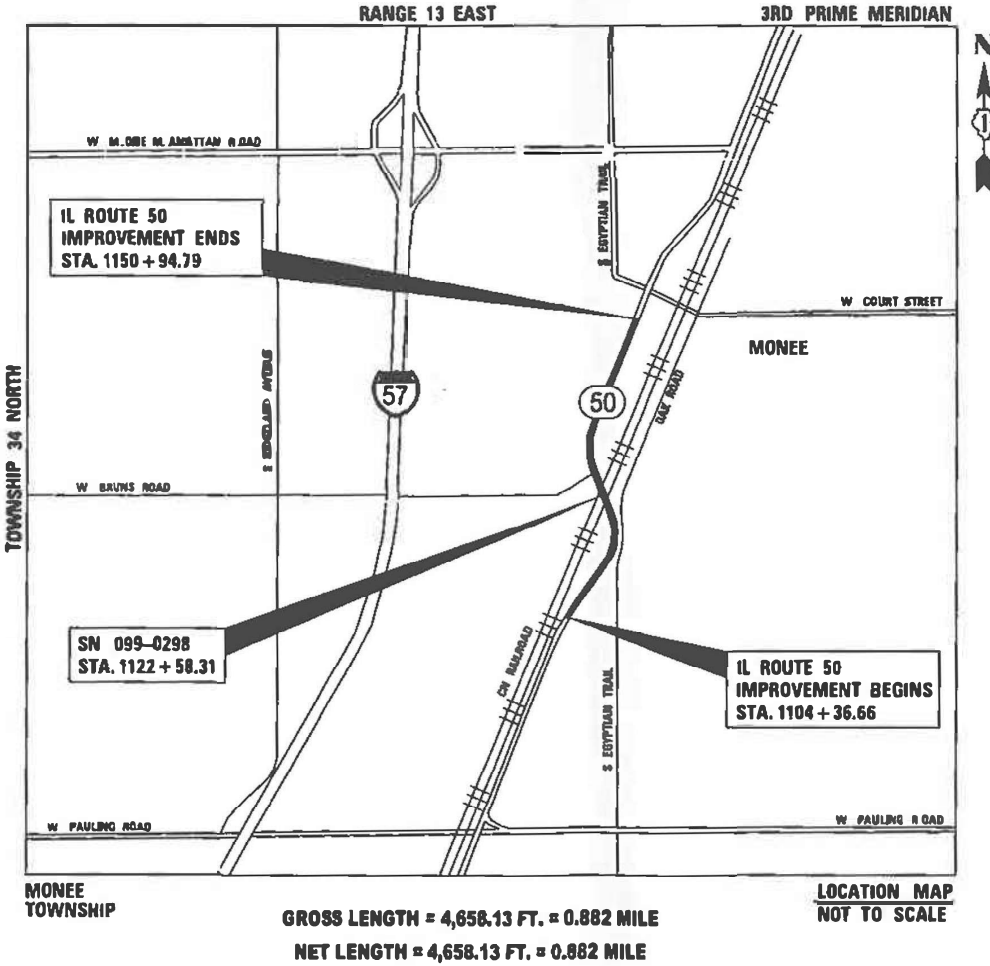 RANGE 13 EAST
3RD PRIME MERIDIAN
N
W
S EGYPTIAN TRAIL
IL ROUTE 50
IMPROVEMENT ENDS
STA. 1150 + 94.79
W COURT STREET
MONEE
TOWNSHIP 34 NORTH
57
50
OAK ROAD
W BRUNS ROAD
SN 099-0298
STA. 1122 + 58.31
CN RAILROAD
IL ROUTE 50
IMPROVEMENT BEGINS
STA. 1104 + 36.66
S EGYPTIAN TRAIL
W PAULING ROAD
W PAULING ROAD
MONEE
TOWNSHIP
LOCATION MAP
NOT TO SCALE
GROSS LENGTH = 4,658.13 FT. = 0.882 MILE
NET LENGTH = 4,658.13 FT. = 0.882 MILE